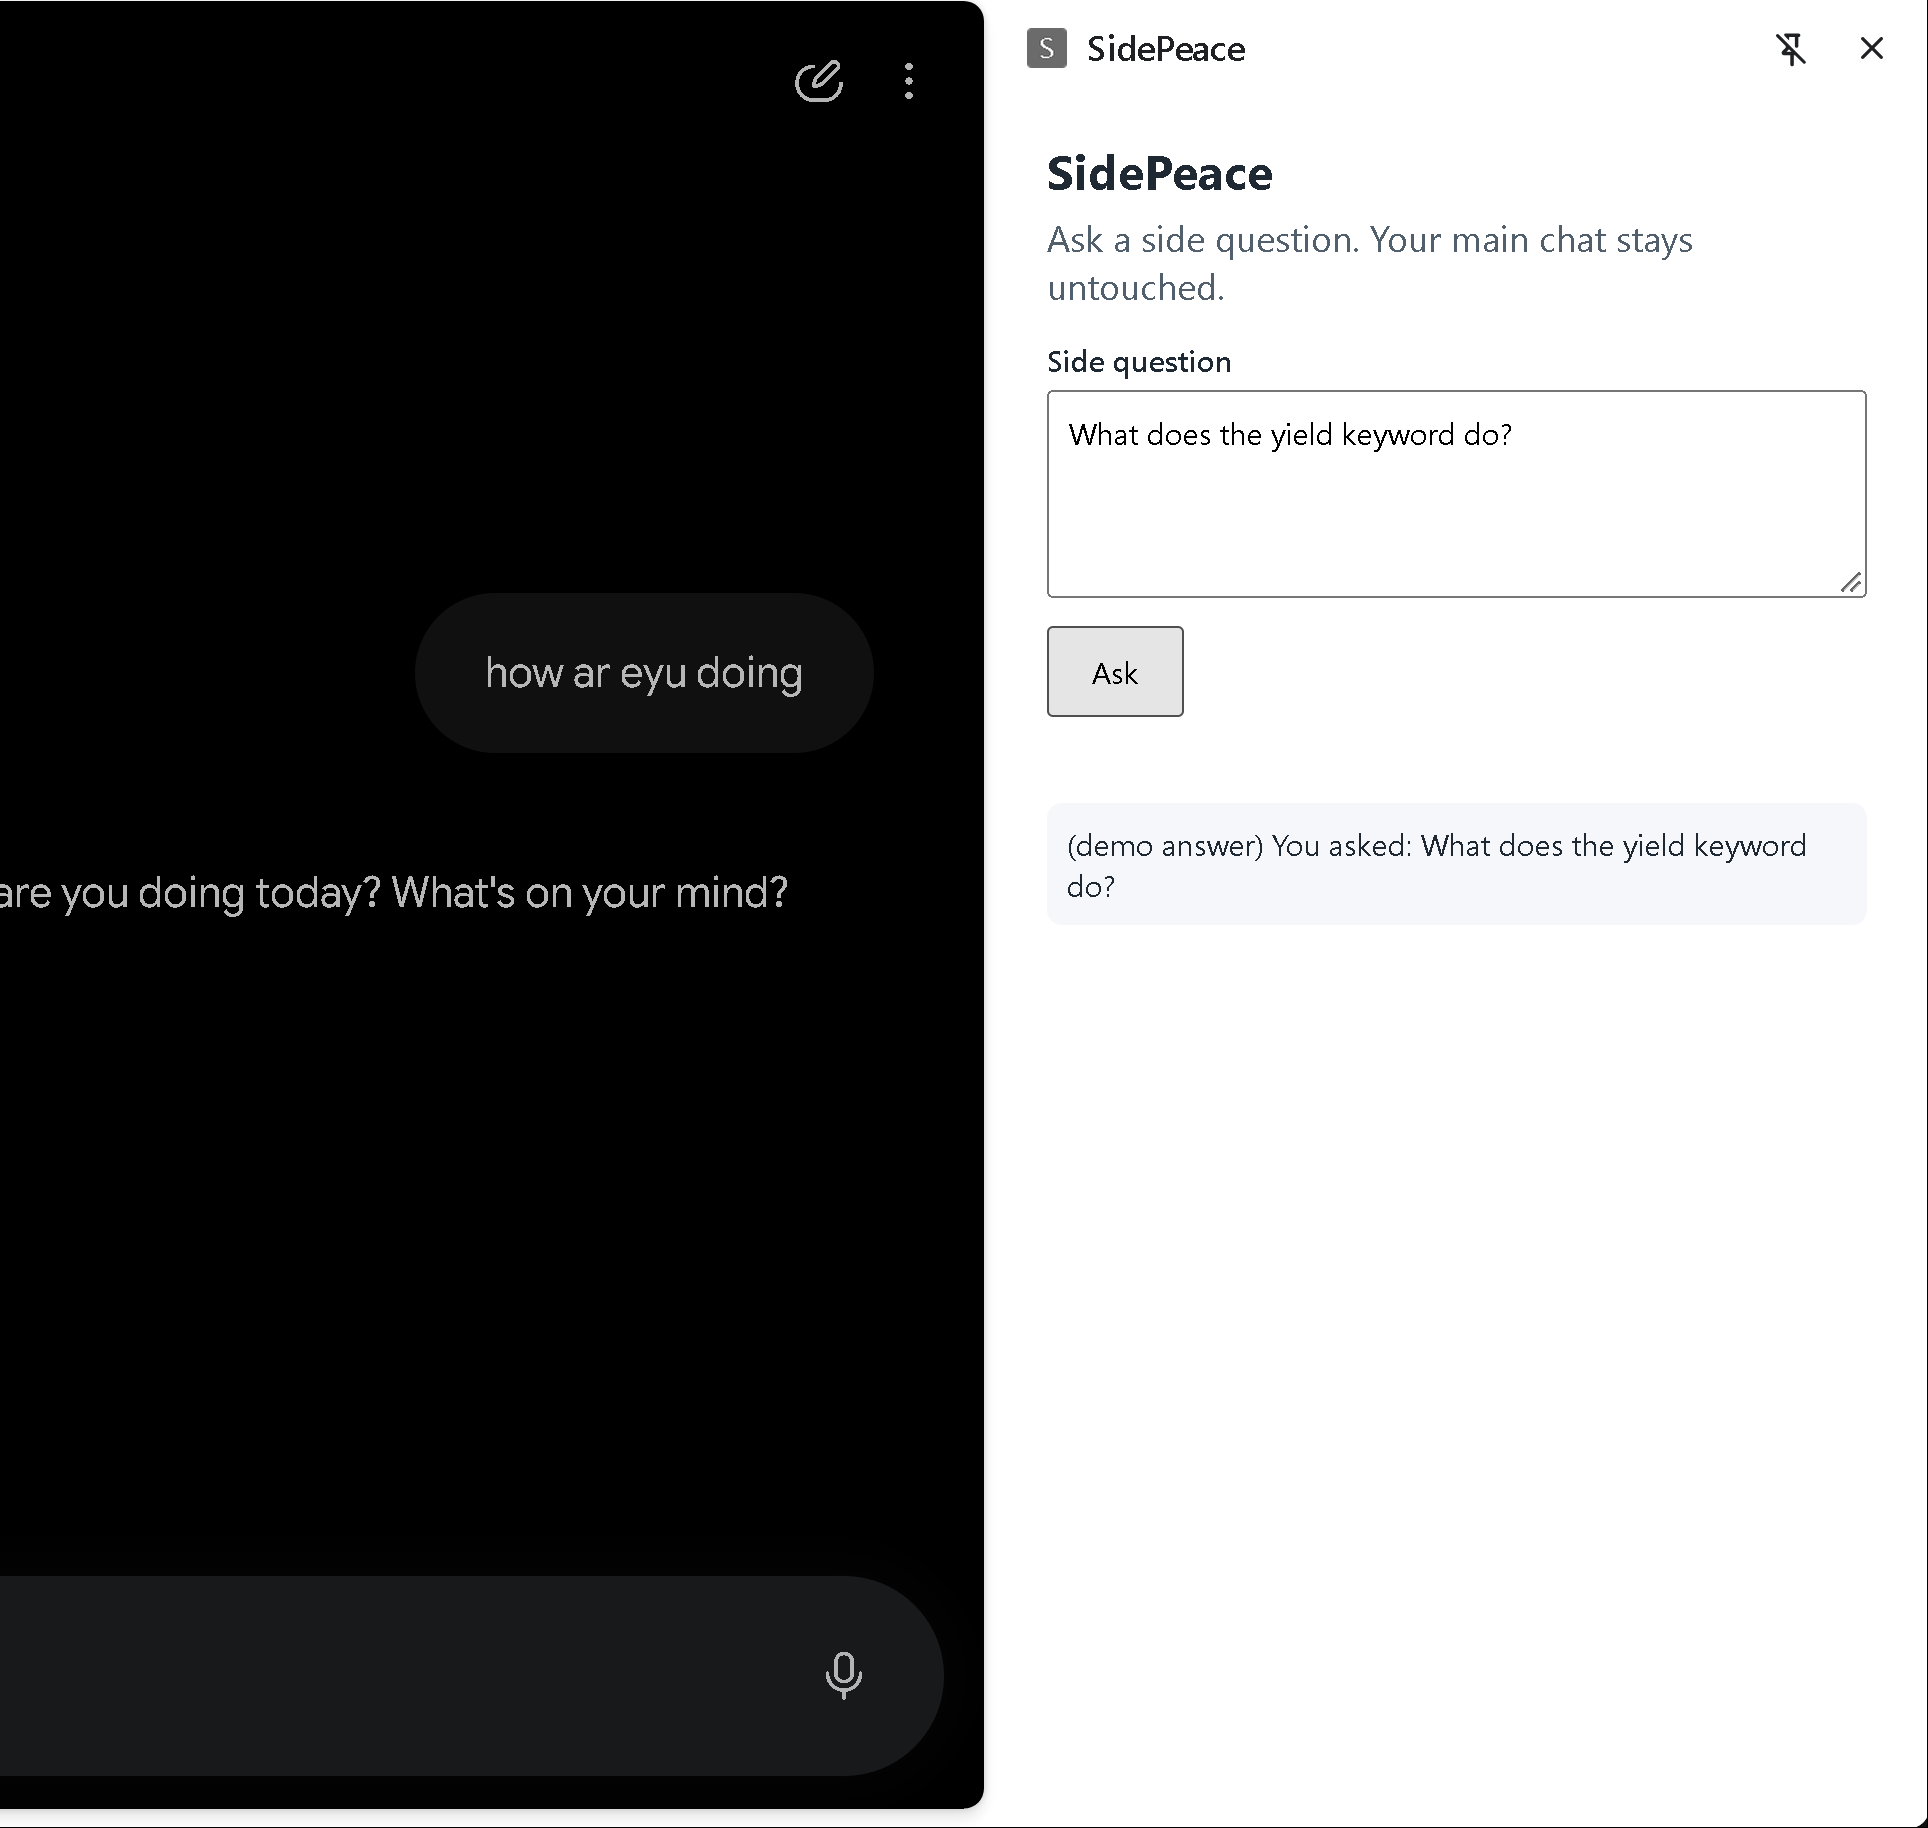 how ar eyu doing
are you doing today? What's on your mind?
S SidePeace
SidePeace
Ask a side question. Your main chat stays
untouched.
Side question
What does the yield keyword do?
Ask
(demo answer) You asked: What does the yield keyword
do?